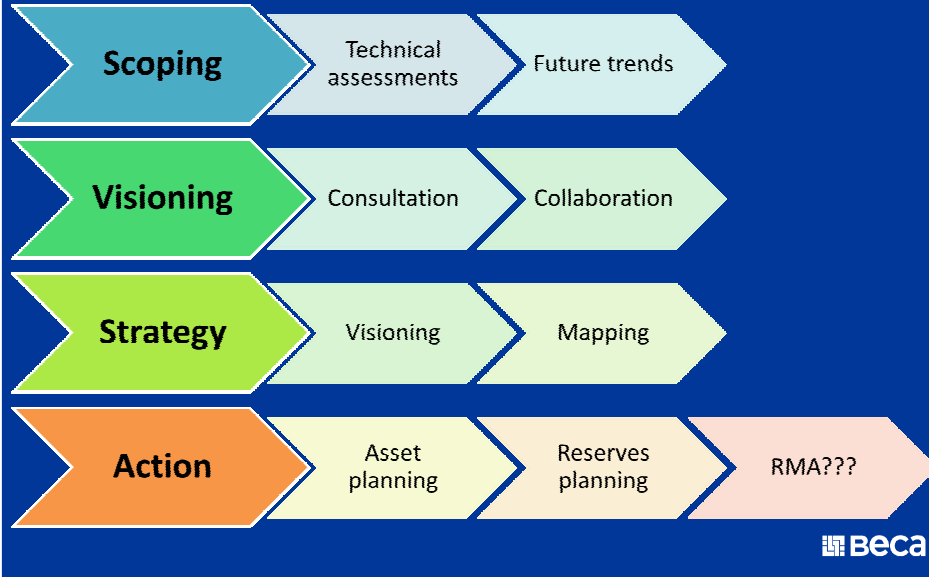 Scoping
Technical
assessments
Future trends
Visioning
Consultation
Collaboration
Strategy
Visioning
Mapping
Action
Asset
planning
Reserves
planning
RMA???
Beca